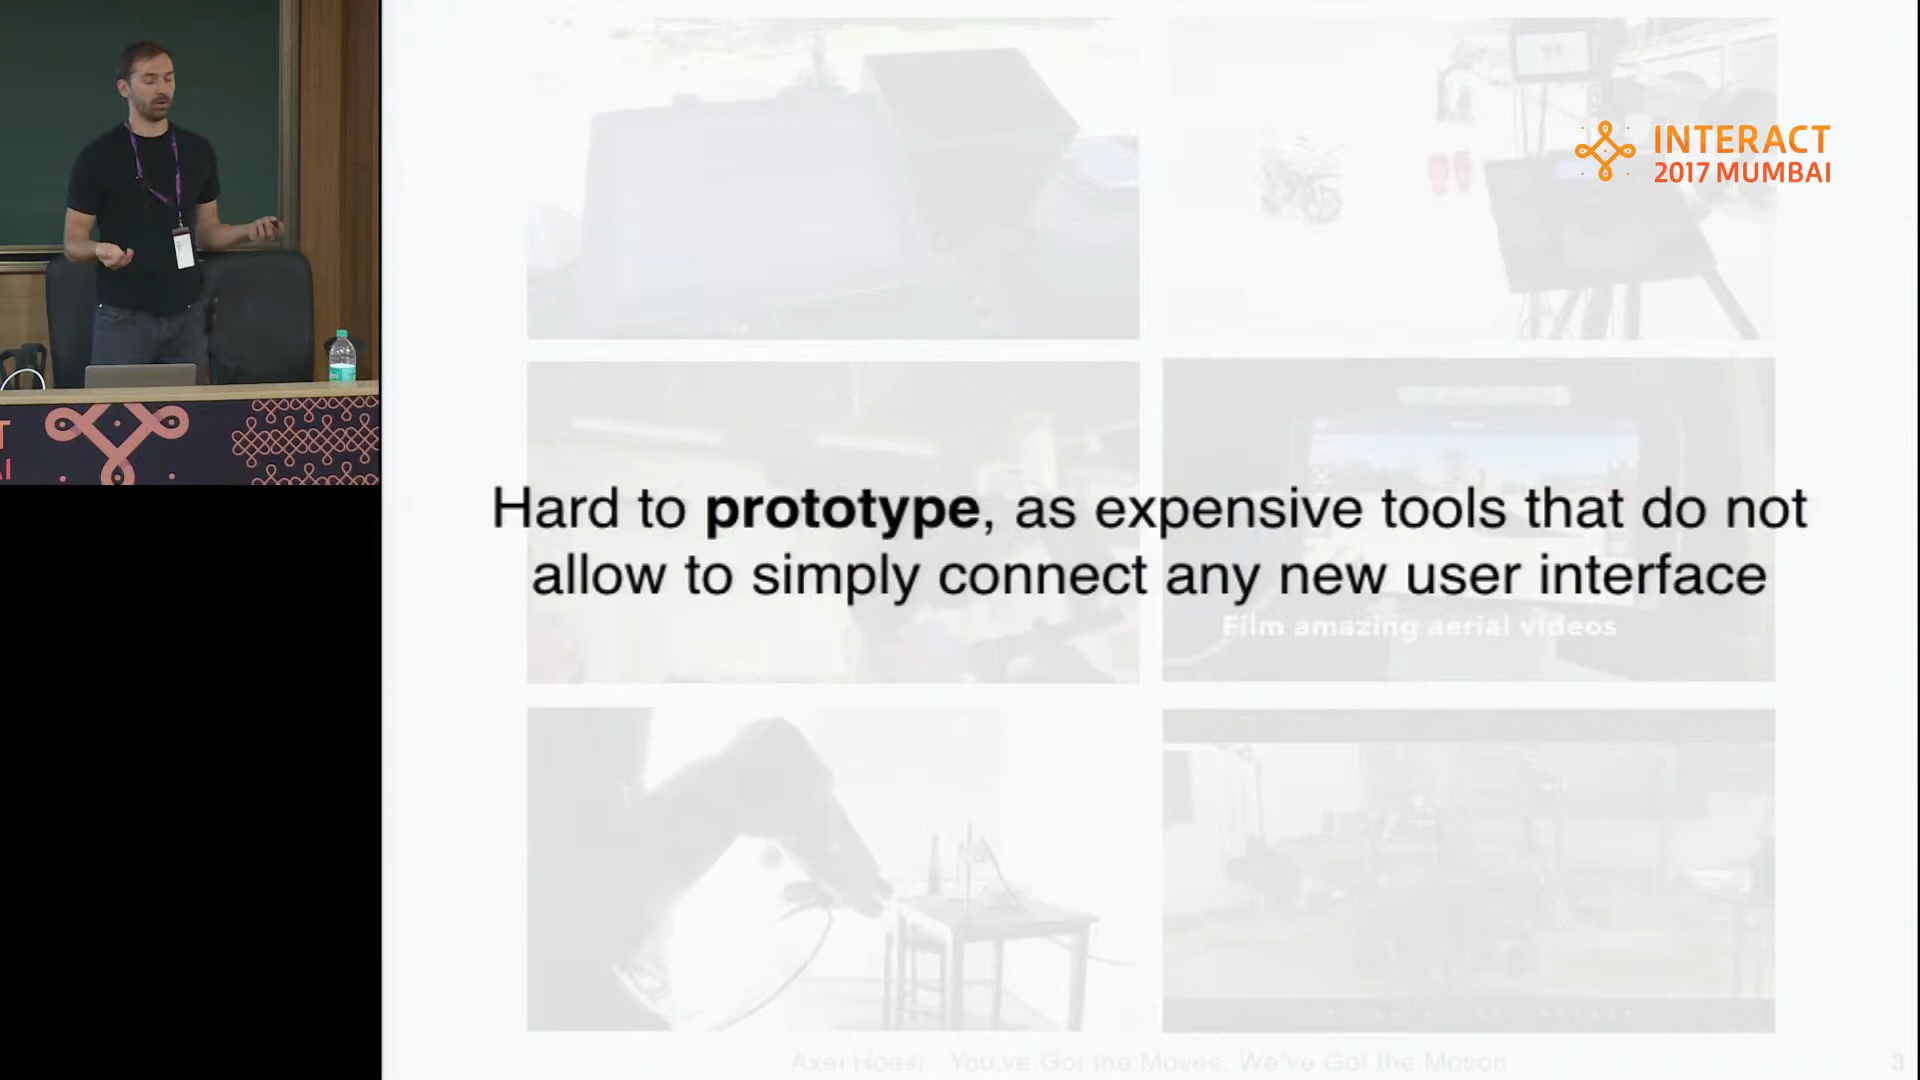 INTERACT
2017 MUMBAI
Hard to prototype, as expensive tools that do not
allow to simply connect any new user interface
Film amazing aerial videos
Axel Hoesl You've Got the Moves, We've Got the Motion
3